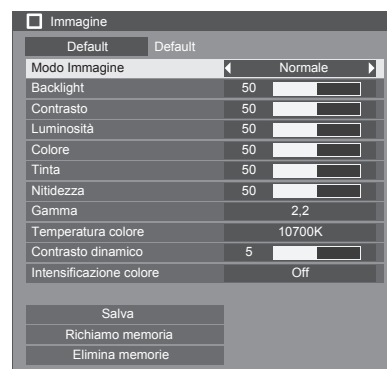 Immagine
Default Default
Modo Immagine Normale
Backlight 50
Contrasto 50
Luminosità 50
Colore 50
Tinta 50
Nitidezza 50
Gamma 2,2
Temperatura colore 10700K
Contrasto dinamico 5
Intensificazione colore Off
Salva
Richiamo memoria
Elimina memorie